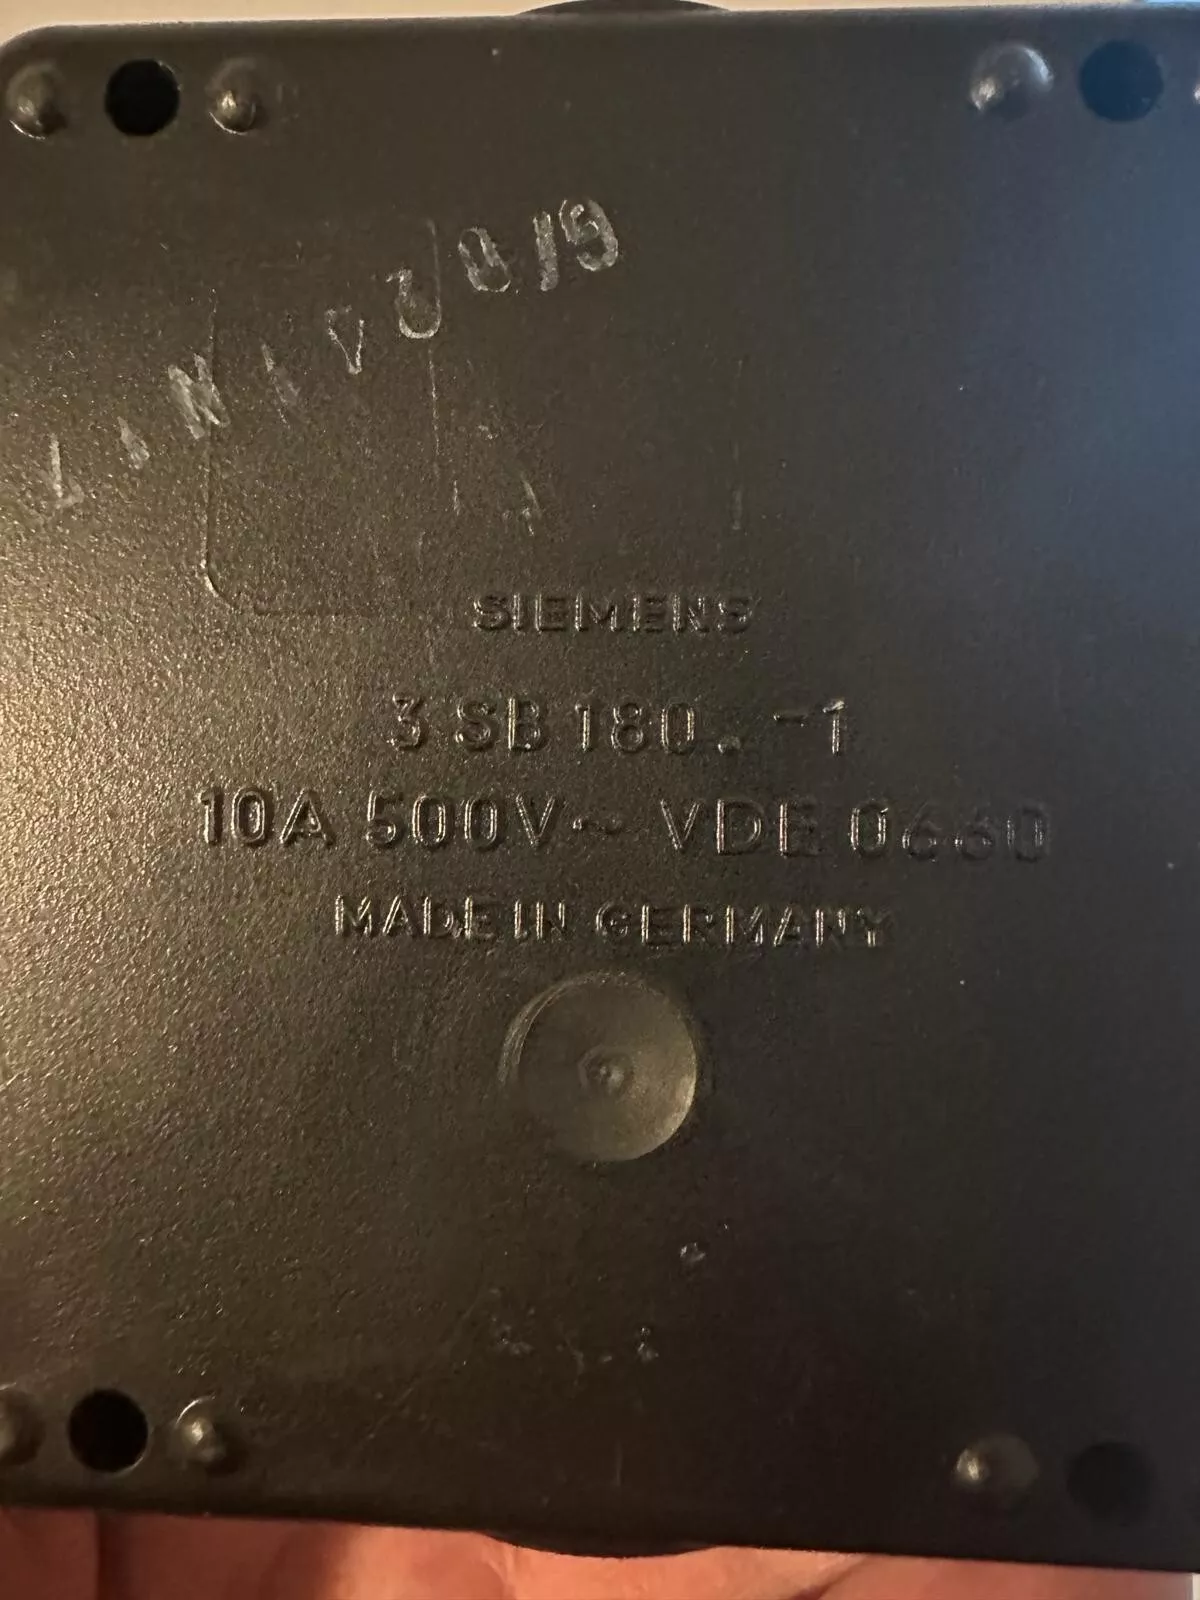 SIEMENS
3 SB 180. -1
10A 500V~ VDE 0660
MADE IN GERMANY